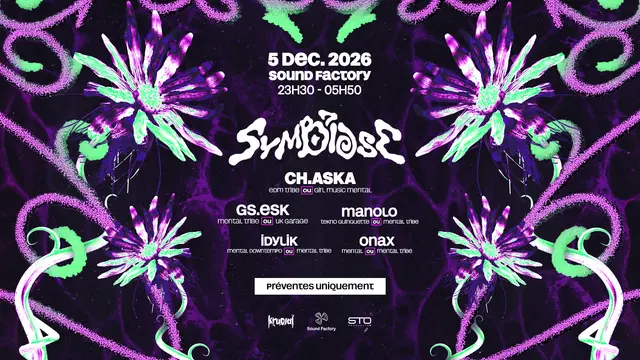 5 Dec. 2026
Sound Factory
23H30 - 05H50
SYMBIOSE
CH.ASKA
edm tribe ou girl music mental
GS.ESK
mental tribe ou uk garage
manolo
tekno guinguette ou mental tribe
idylik
mental downtempo ou mental tribe
onax
mental ou mental tribe
Préventes uniquement
krucial
Sound Factory
STO